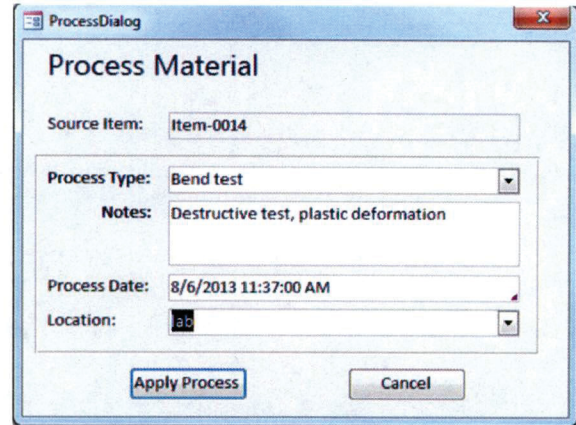 ProcessDialog
Process Material
Source Item: Item-0014
Process Type: Bend test
Notes: Destructive test, plastic deformation
Process Date: 8/6/2013 11:37:00 AM
Location: lab
Apply Process Cancel